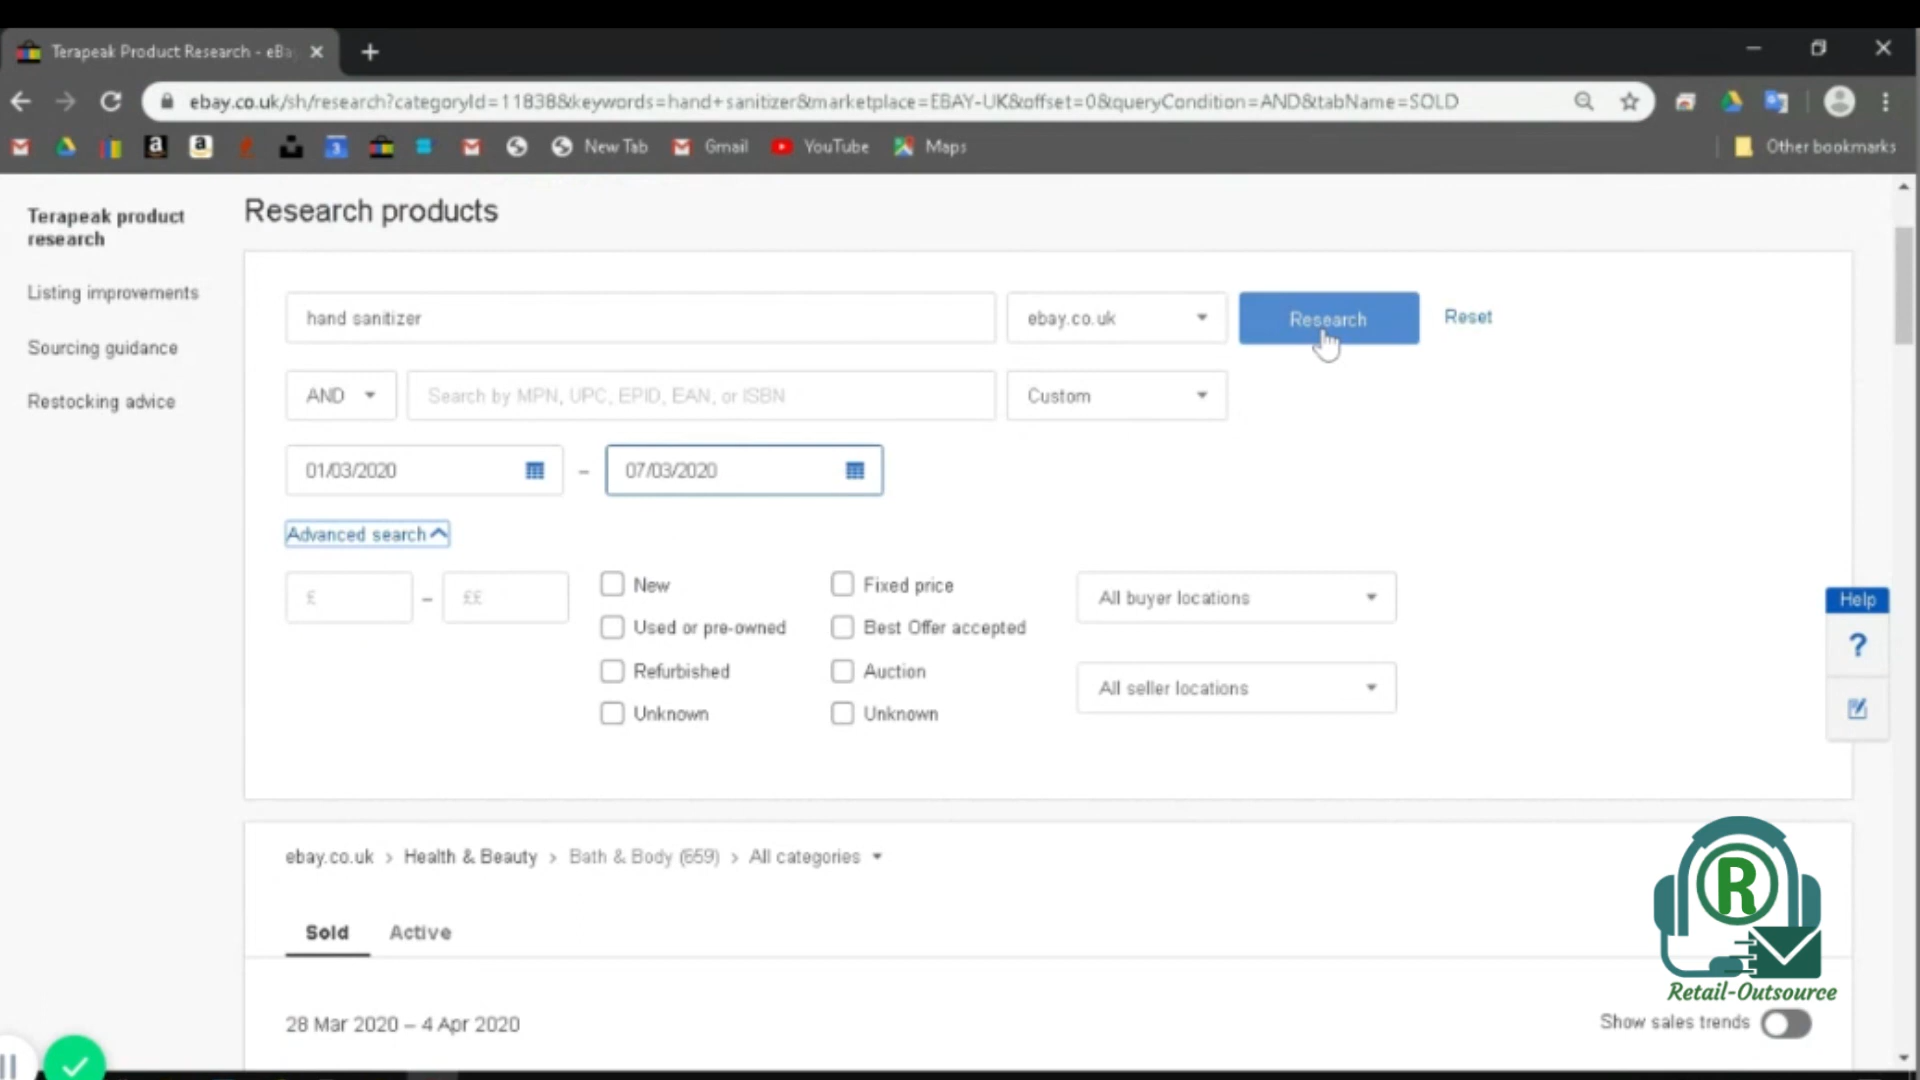 Terapeak Product Research - eBa
ebay.co.uk/sh/research?categoryId=11838&keywords=hand+sanitizer&marketplace=EBAY-UK&offset=0&queryCondition=AND&tabName=SOLD
New Tab Gmail YouTube Maps Other bookmarks
Terapeak product
research
Listing improvements
Sourcing guidance
Restocking advice
Research products
hand sanitizer ebay.co.uk Research Reset
AND Search by MPN, UPC, EPID, EAN, or ISBN Custom
01/03/2020 – 07/03/2020
Advanced search
£ – ££
New Fixed price All buyer locations
Used or pre-owned Best Offer accepted
Refurbished Auction All seller locations
Unknown Unknown
Help
?
ebay.co.uk > Health & Beauty > Bath & Body (659) > All categories
Sold Active
28 Mar 2020 – 4 Apr 2020
Show sales trends
R
Retail-Outsource